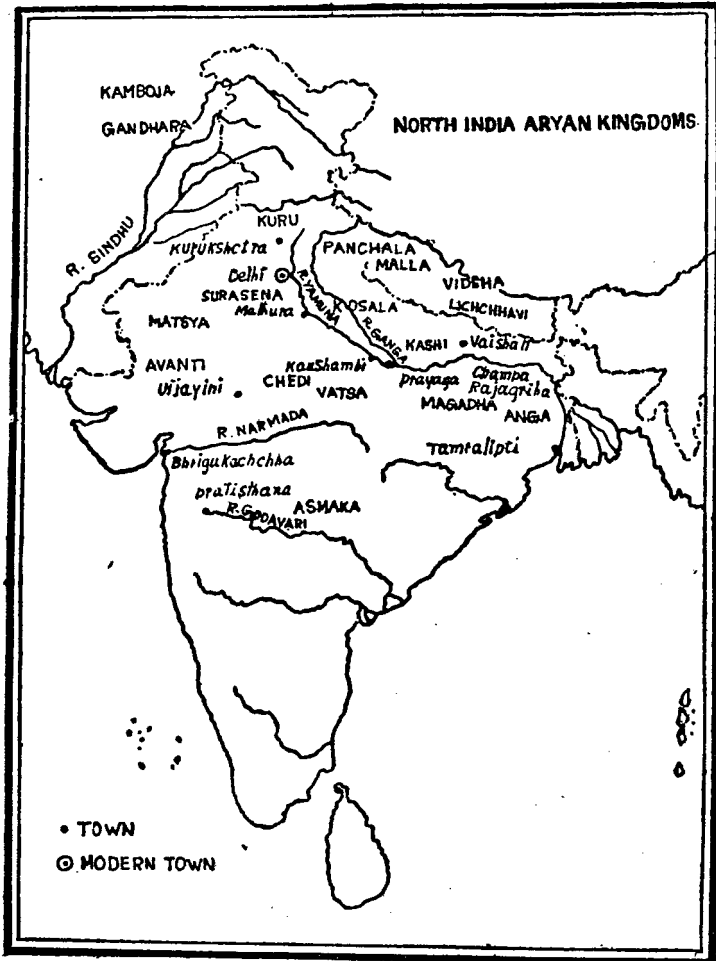 KAMBOJA
GANDHARA
NORTH INDIA ARYAN KINGDOMS
R. SINDHU
KURU
Kurukshetra
PANCHALA
MALLA
Delhi
VIDEHA
R.YAMUNA
SURASENA
KOSALA
LICHCHHAVI
Mathura
MATSYA
R.GANGA
KASHI
Vaishali
AVANTI
Kaushambi
Ujjayini
CHEDI
VATSA
Prayaga
Champa
Rajagriha
MAGADHA
ANGA
R. NARMADA
Tamralipti
Bhrigukachchha
Pratisthana
ASMAKA
R.GODAVARI
TOWN
MODERN TOWN